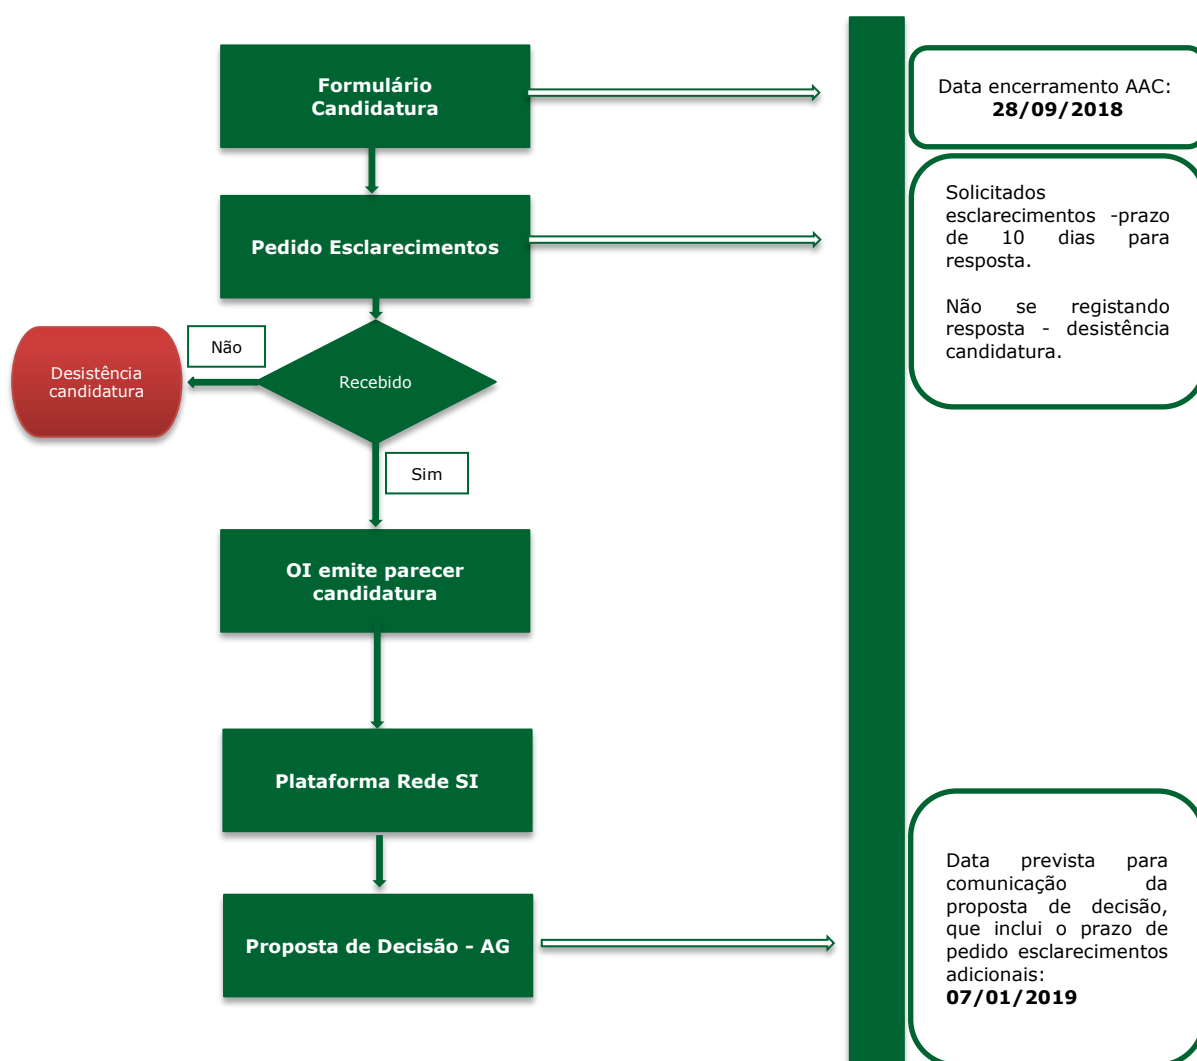 Formulário
Candidatura
Data encerramento AAC:
28/09/2018
Pedido Esclarecimentos
Solicitados
esclarecimentos -prazo
de 10 dias para
resposta.
Não se registando
resposta - desistência
candidatura.
Não
Desistência
candidatura
Recebido
Sim
OI emite parecer
candidatura
Plataforma Rede SI
Proposta de Decisão - AG
Data prevista para
comunicação da
proposta de decisão,
que inclui o prazo de
pedido esclarecimentos
adicionais:
07/01/2019